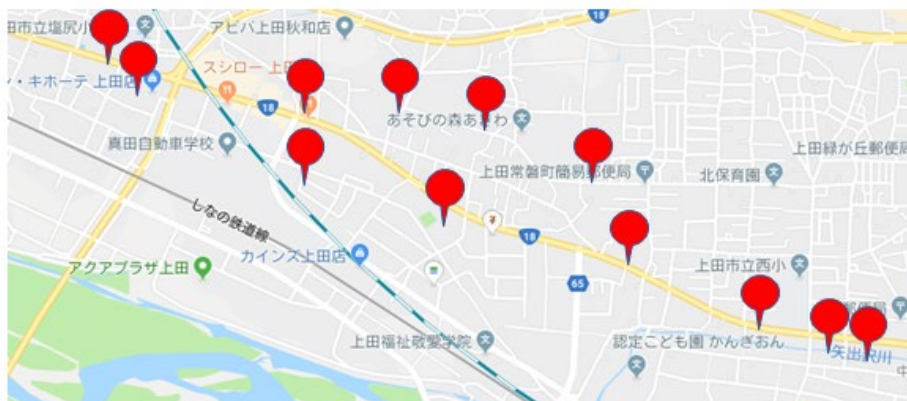 田市立塩尻小
アピバ上田秋和店
18
ン・キホーテ 上田店
スシロー 上田
18
あそびの森あ
わ
真田自動車学校
上田常磐町簡易郵便局
上田緑が丘郵便局
北保育園
しなの鉄道線
18
カインズ上田店
アクアプラザ上田
65
上田市立西小
郵便局
上田福祉敬愛学院
認定こども園 かんぎおん
矢出沢川
中